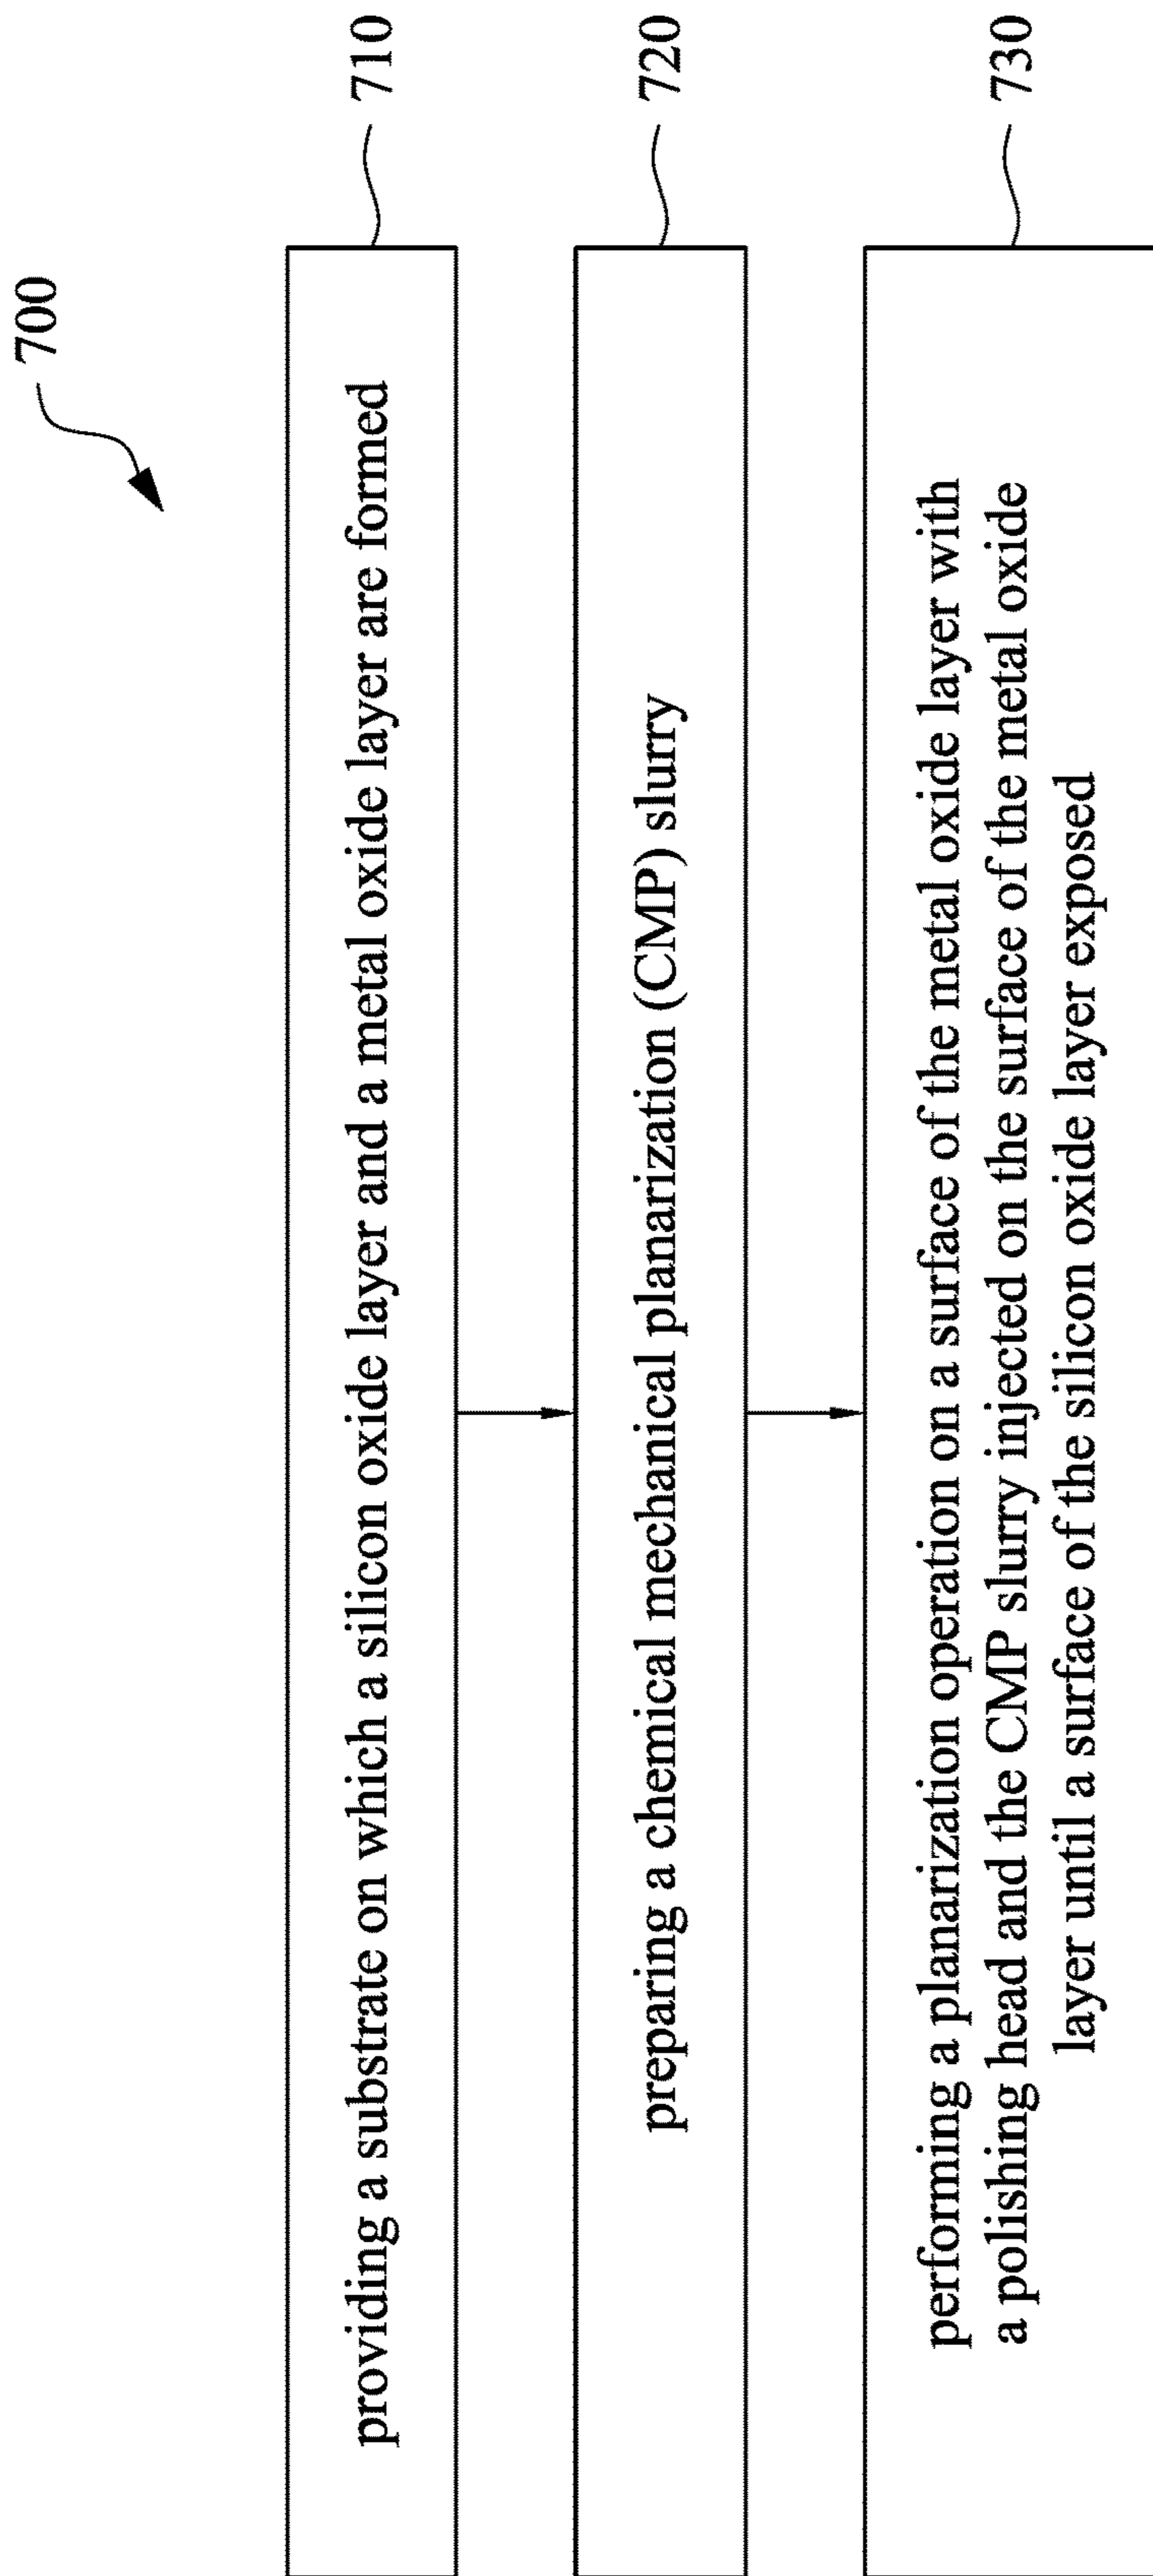 700
providing a substrate on which a silicon oxide layer and a metal oxide layer are formed
710
preparing a chemical mechanical planarization (CMP) slurry
720
performing a planarization operation on a surface of the metal oxide layer with
a polishing head and the CMP slurry injected on the surface of the metal oxide
layer until a surface of the silicon oxide layer exposed
730